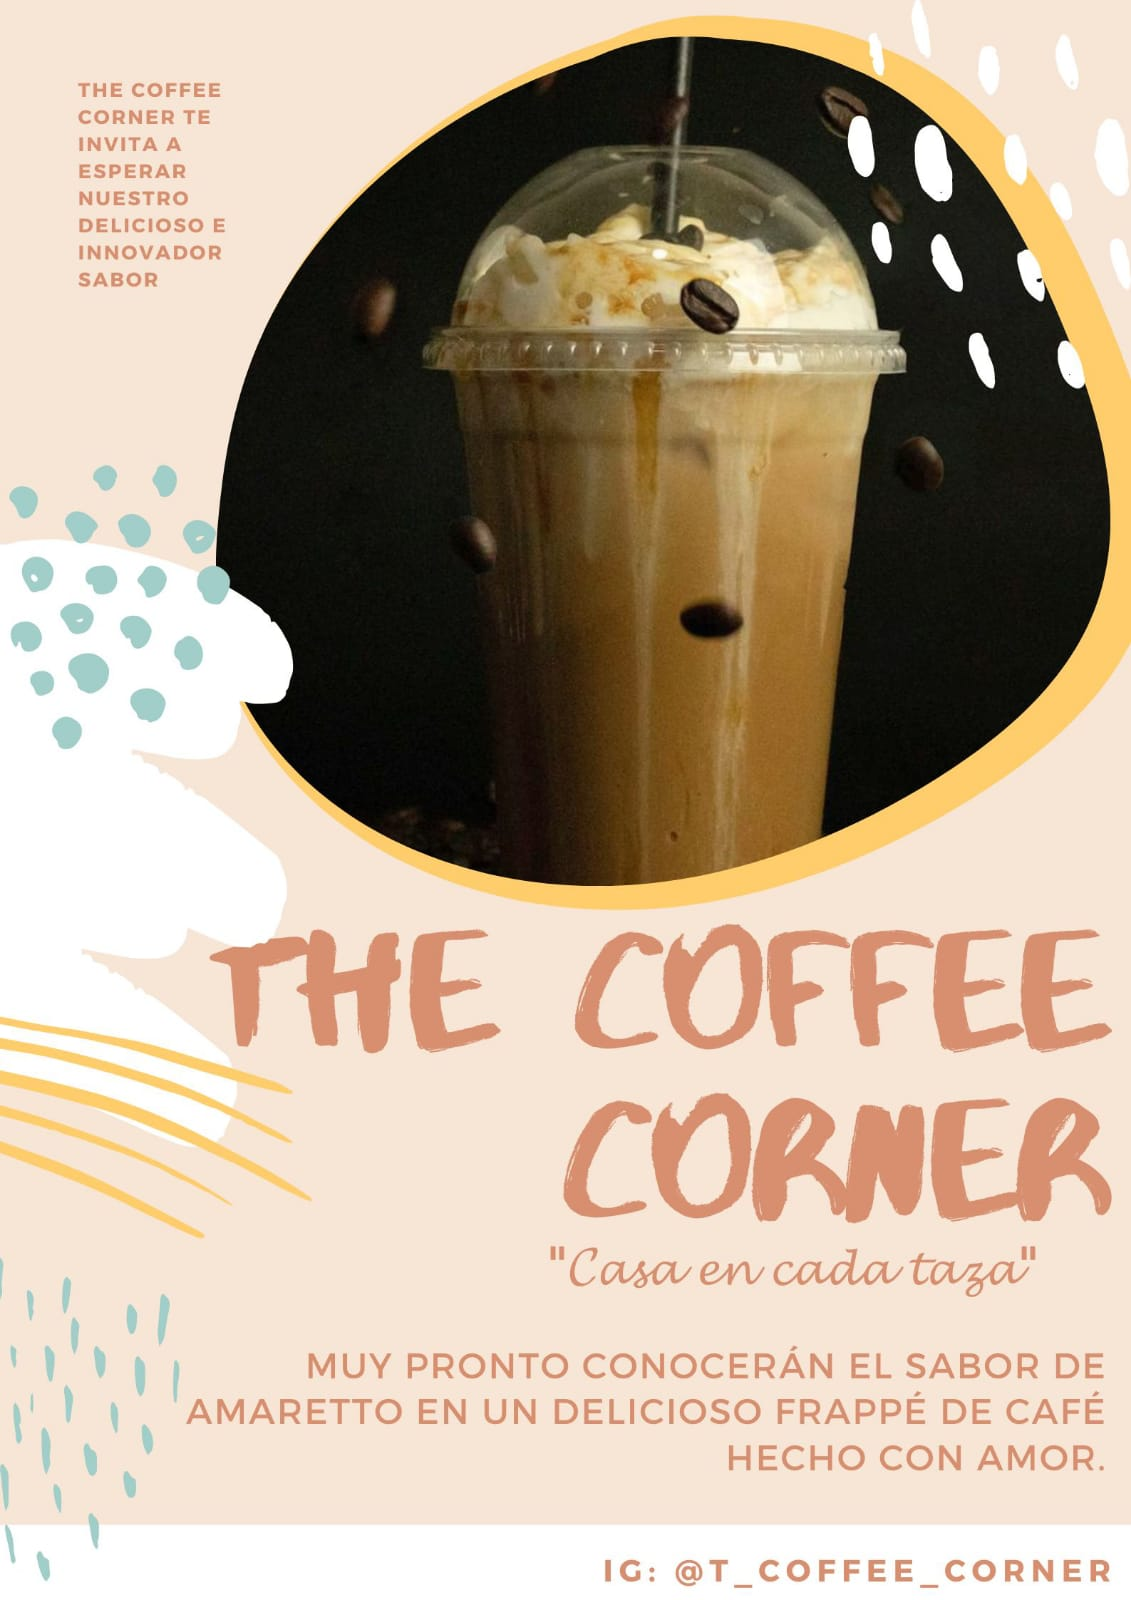 THE COFFEE
CORNER TE
INVITA A
ESPERAR
NUESTRO
DELICIOSO E
INNOVADOR
SABOR
THE COFFEE
CORNER
"Casa en cada taza"
MUY PRONTO CONOCERÁN EL SABOR DE
AMARETTO EN UN DELICIOSO FRAPPÉ DE CAFÉ
HECHO CON AMOR.
IG: @T_COFFEE_CORNER